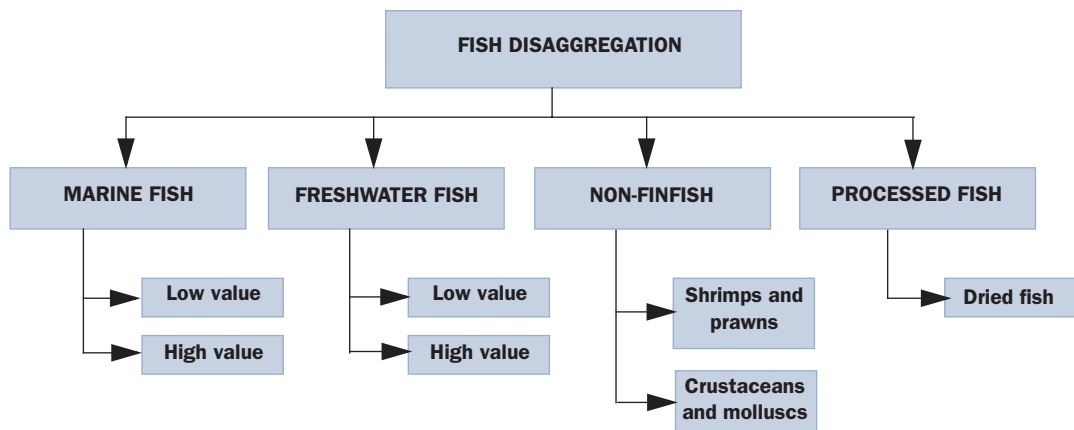 FISH DISAGGREGATION
MARINE FISH
FRESHWATER FISH
NON-FINFISH
PROCESSED FISH
Low value
High value
Low value
High value
Shrimps and
prawns
Crustaceans
and molluscs
Dried fish